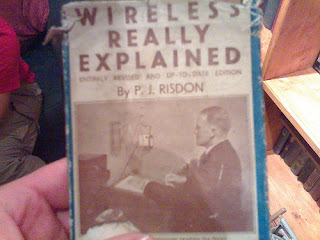 WIRELESS
REALLY
EXPLAINED
ENTIRELY REVISED AND UP-TO-DATE EDITION
By P. J. RISDON